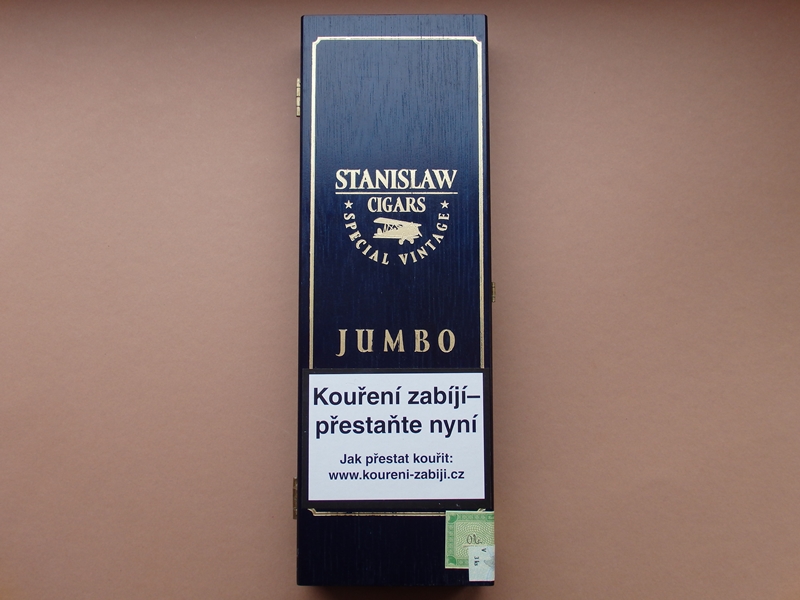 STANISLAW
CIGARS
★ SPECIAL VINTAGE ★
JUMBO
Kouření zabíjí–
přestaňte nyní
Jak přestat kouřit:
www.koureni-zabiji.cz